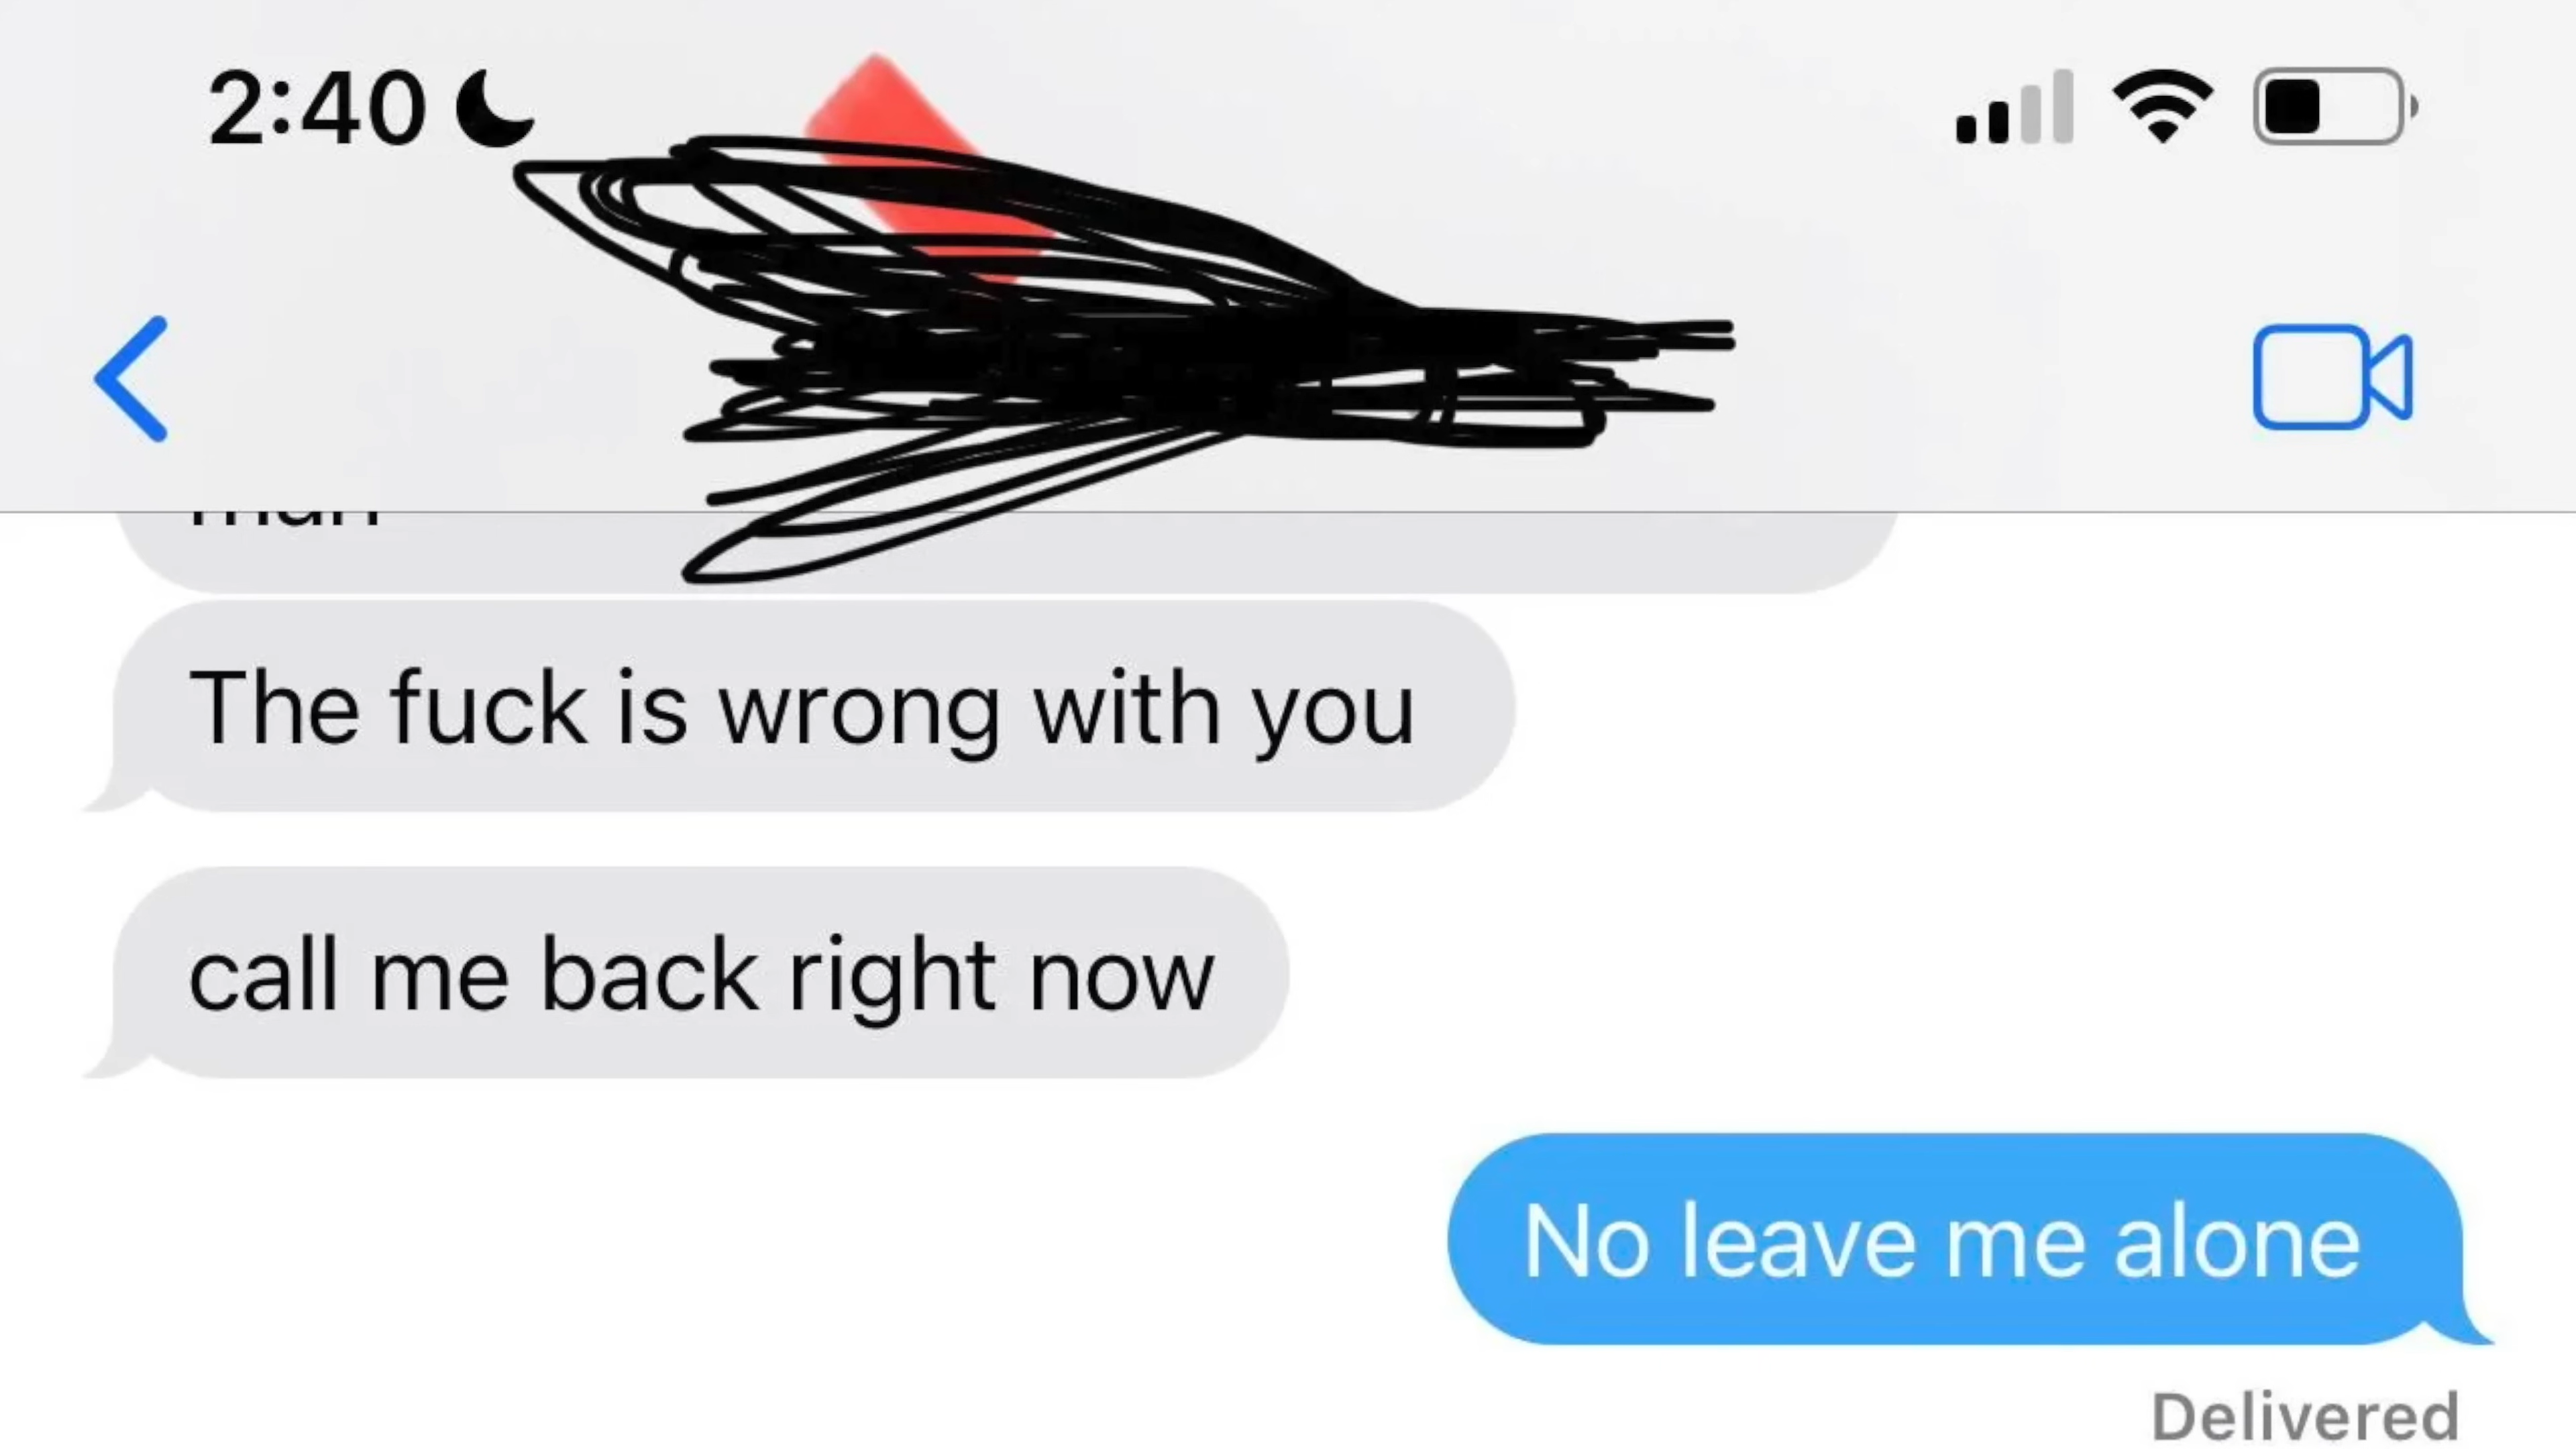 2:40
The fuck is wrong with you
call me back right now
No leave me alone
Delivered